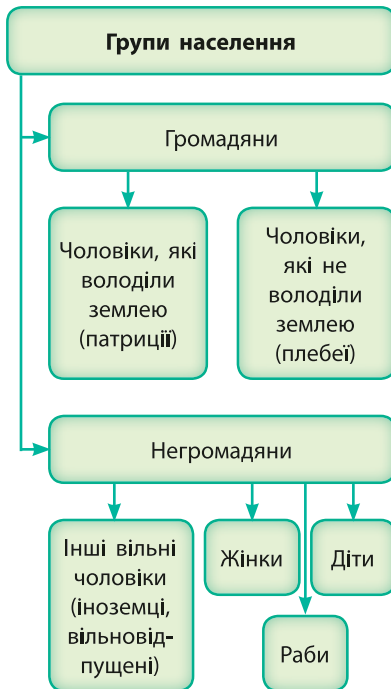 Групи населення
Громадяни
Чоловіки, які
володіли
землею
(патриції)
Чоловіки,
які не
володіли
землею
(плебеї)
Негромадяни
Інші вільні
чоловіки
(іноземці,
вільновід-
пущені)
Жінки
Діти
Раби